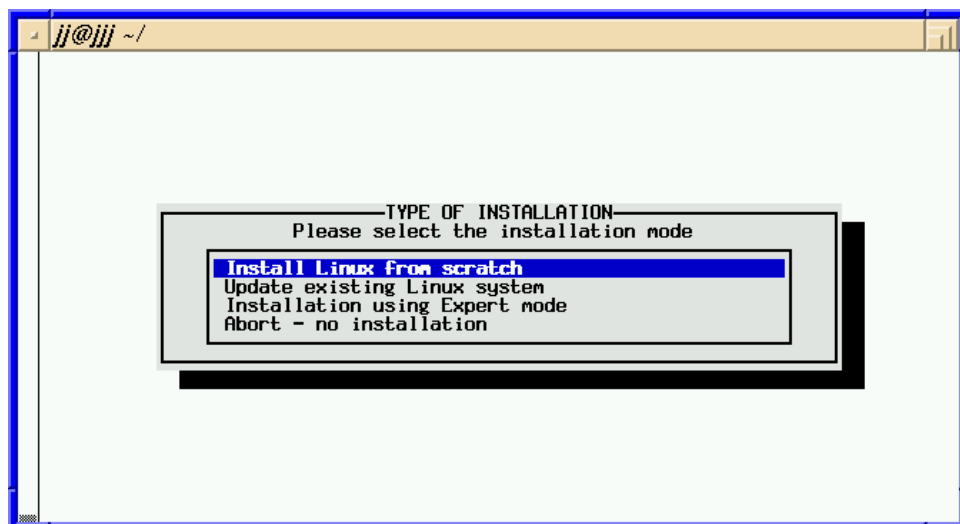 jj@jjj ~/
TYPE OF INSTALLATION
Please select the installation mode
Install Linux from scratch
Update existing Linux system
Installation using Expert mode
Abort - no installation